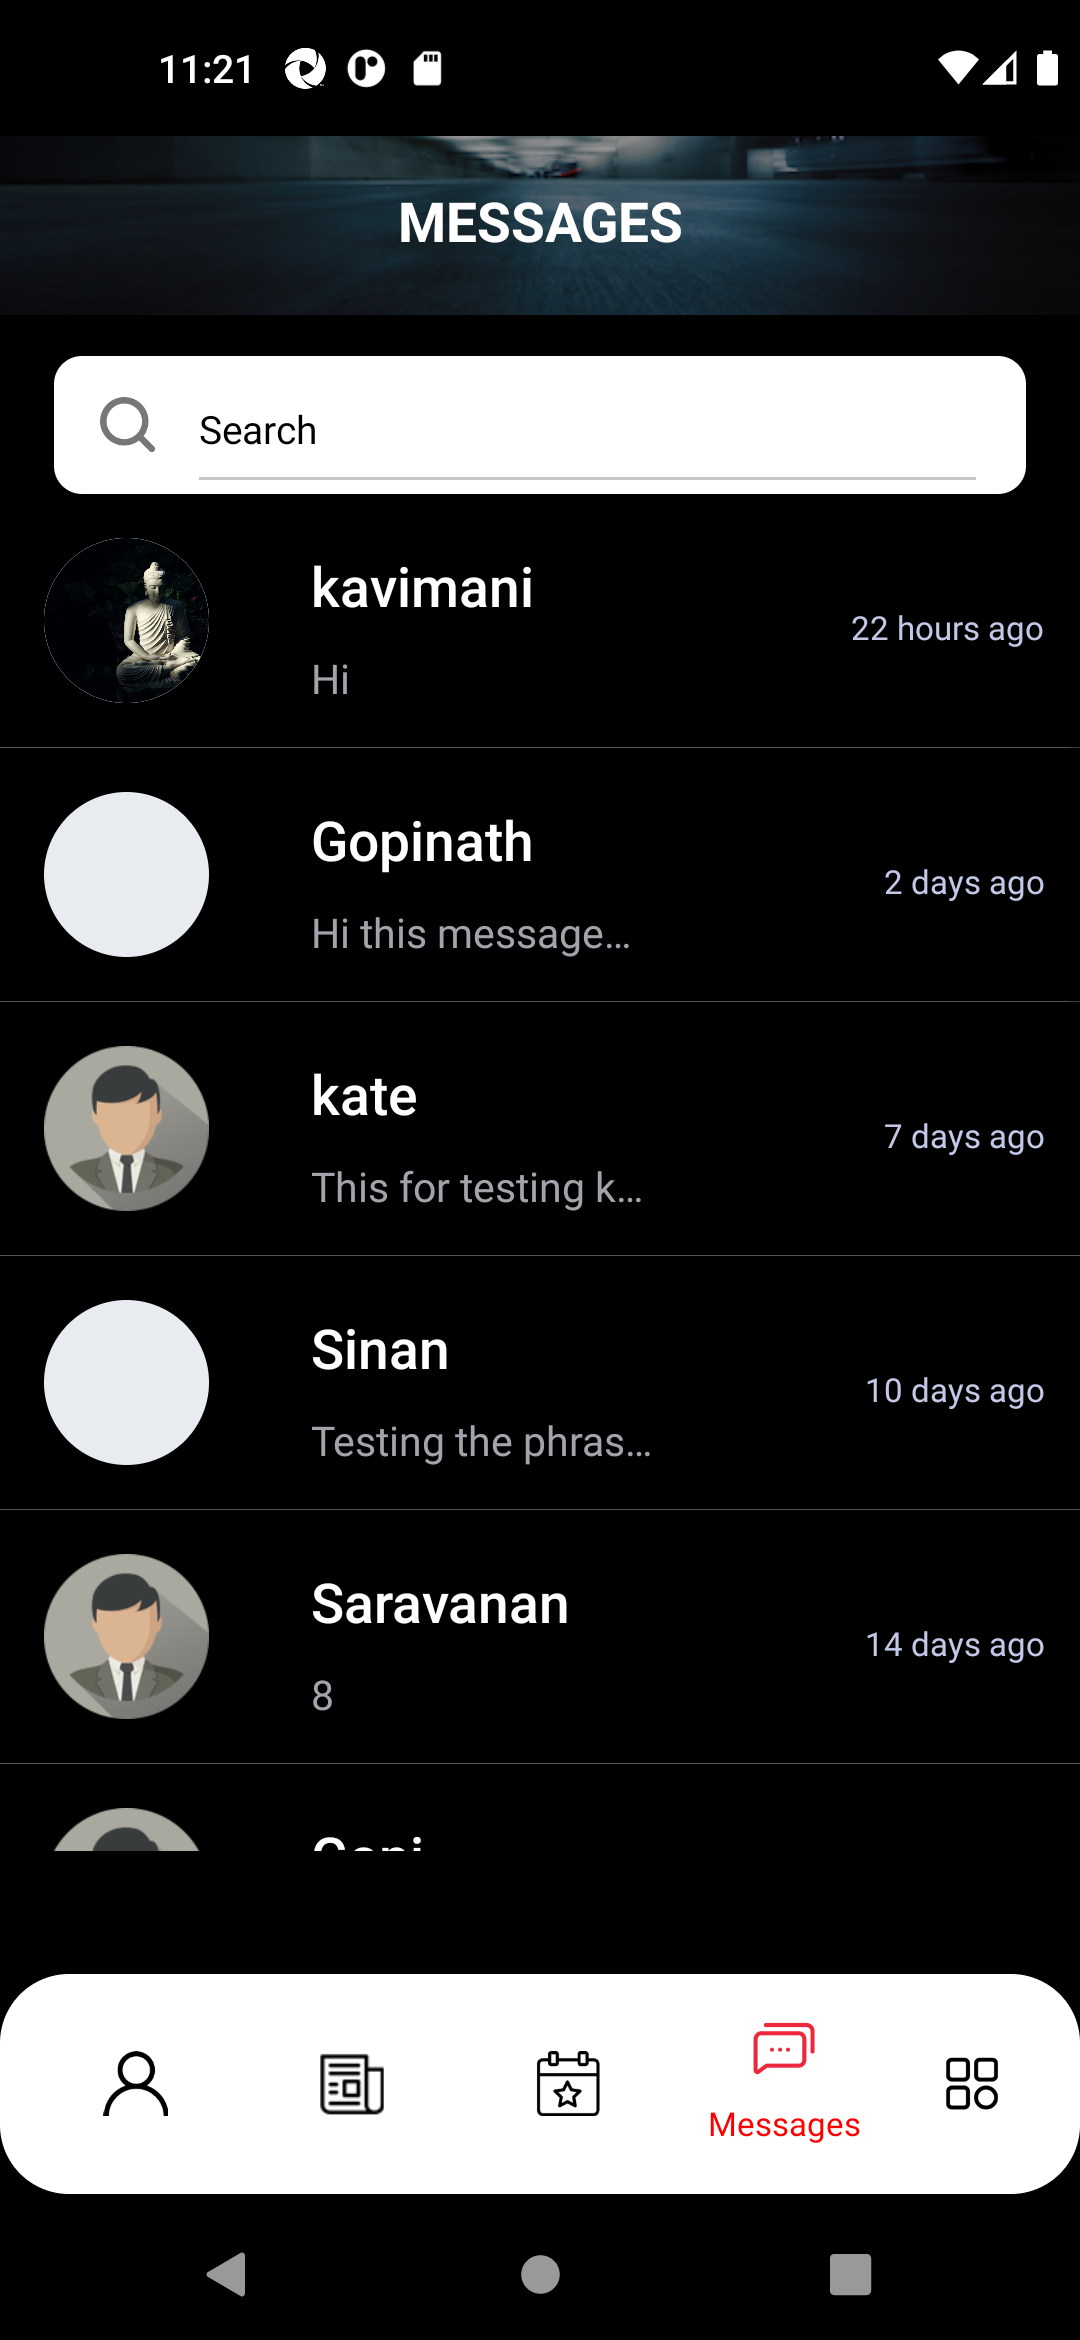 11:21
MESSAGES
Search
kavimani
22 hours ago
Hi
Gopinath
2 days ago
Hi this message...
kate
7 days ago
This for testing k...
Sinan
10 days ago
Testing the phras...
Saravanan
14 days ago
8
Messages